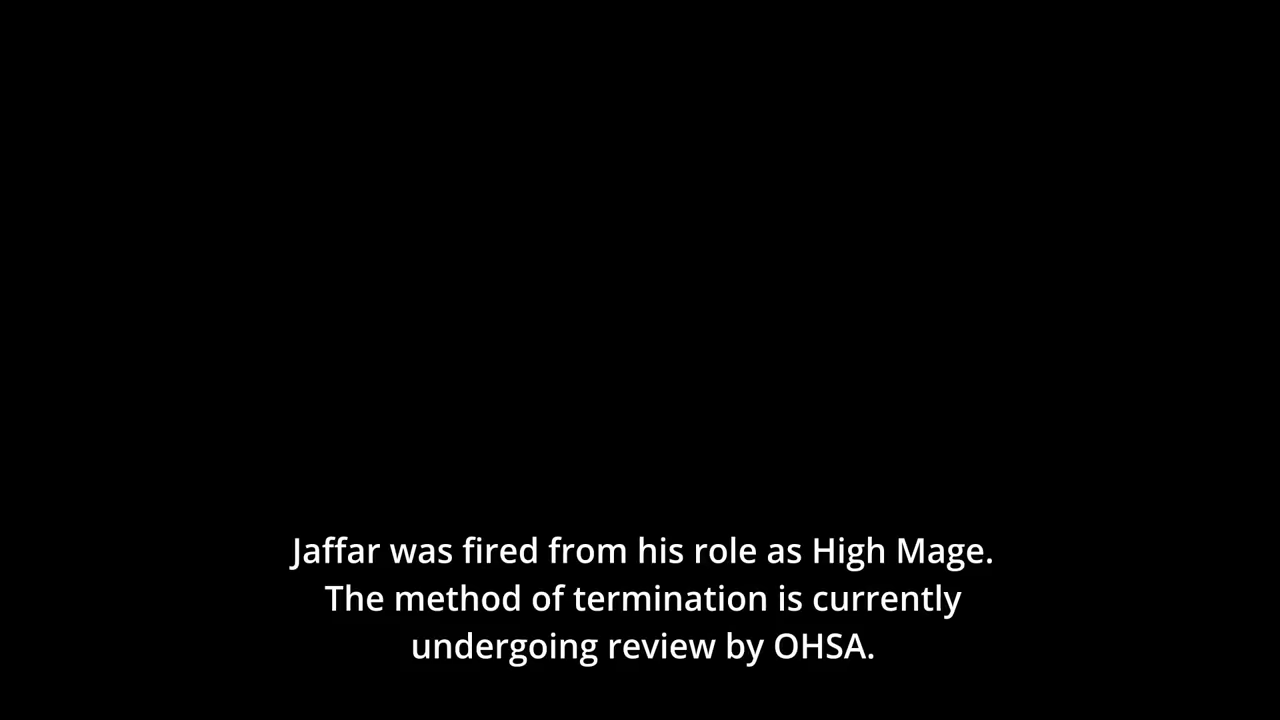 Jaffar was fired from his role as High Mage.
The method of termination is currently
undergoing review by OHSA.